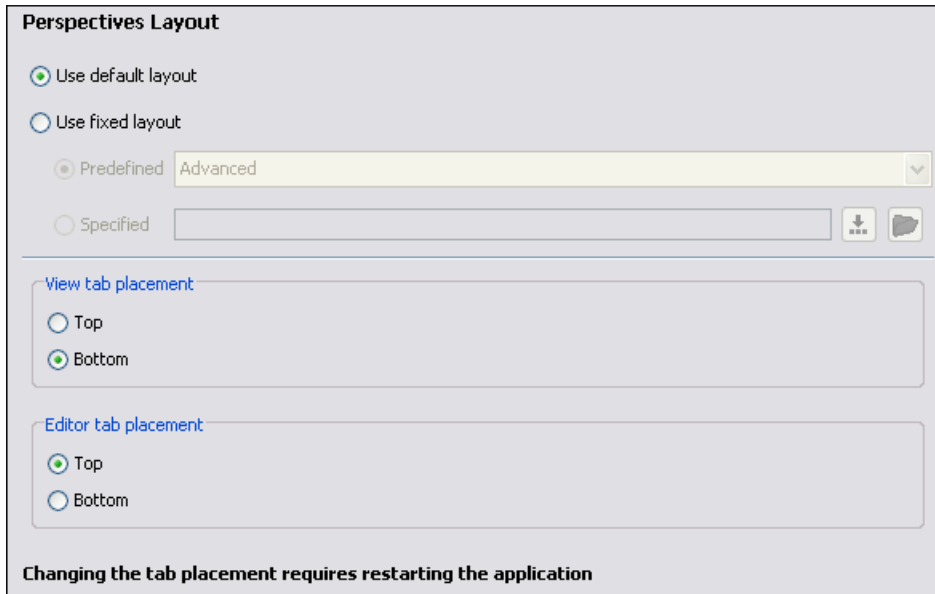 Perspectives Layout
Use default layout
Use fixed layout
Predefined Advanced
Specified
View tab placement
Top
Bottom
Editor tab placement
Top
Bottom
Changing the tab placement requires restarting the application